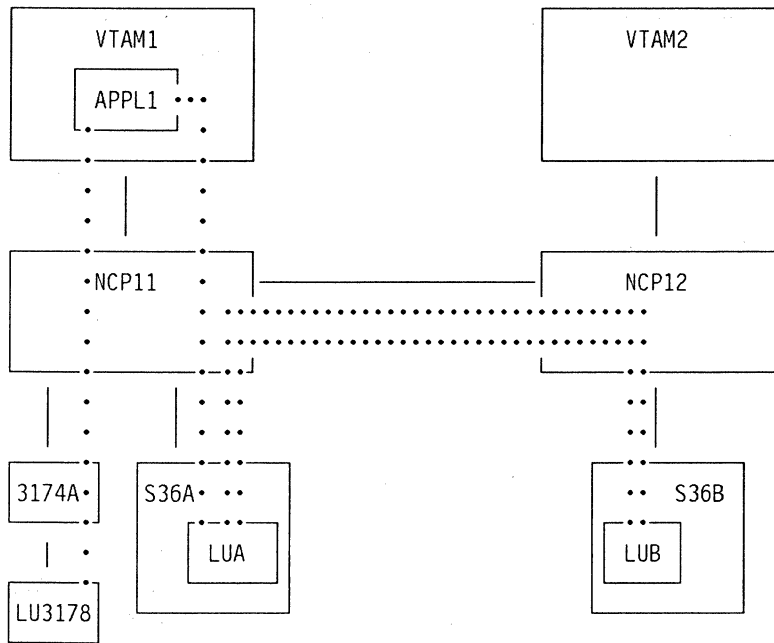 VTAM1
VTAM2
APPL1
NCP11
NCP12
3174A
S36A
S36B
LUA
LUB
LU3178